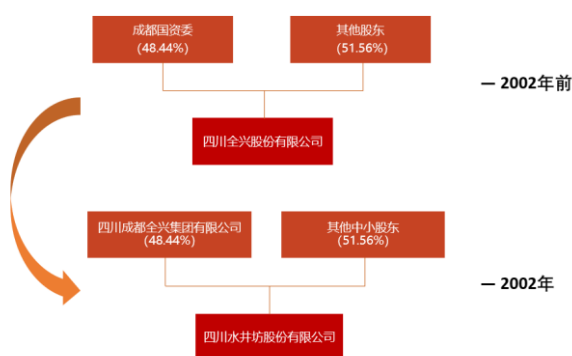 成都国资委
(48.44%)
其他股东
(51.56%)
— 2002年前
四川全兴股份有限公司
四川成都全兴集团有限公司
(48.44%)
其他中小股东
(51.56%)
— 2002年
四川水井坊股份有限公司